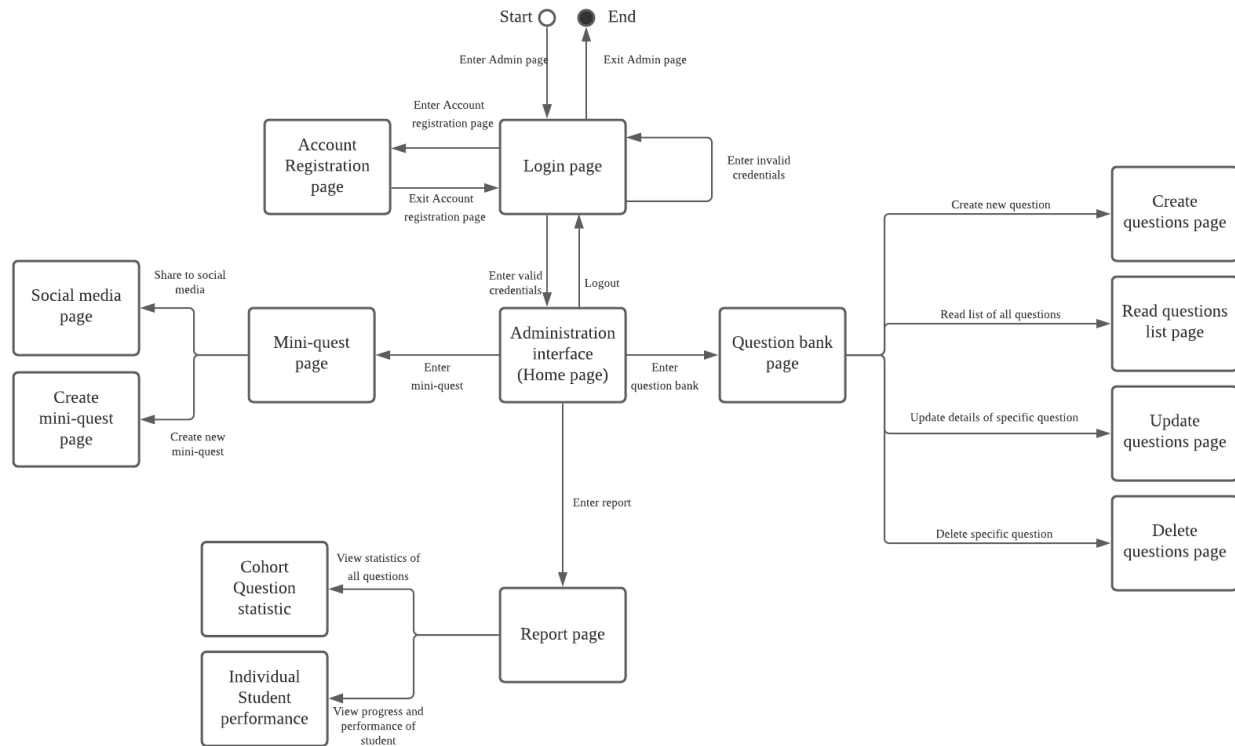 Start
End
Enter Admin page
Exit Admin page
Enter Account
registration page
Account
Registration
page
Login page
Enter invalid
credentials
Exit Account
registration page
Create new question
Create
questions page
Enter valid
credentials
Logout
Share to social
media
Social media
page
Mini-quest
page
Administration
interface
(Home page)
Question bank
page
Read list of all questions
Read questions
list page
Enter
mini-quest
Enter
question bank
Create
mini-quest
page
Create new
mini-quest
Update details of specific question
Update
questions page
Enter report
Delete specific question
Delete
questions page
Cohort
Question
statistic
View statistics of
all questions
Report page
Individual
Student
performance
View progress and
performance of
student